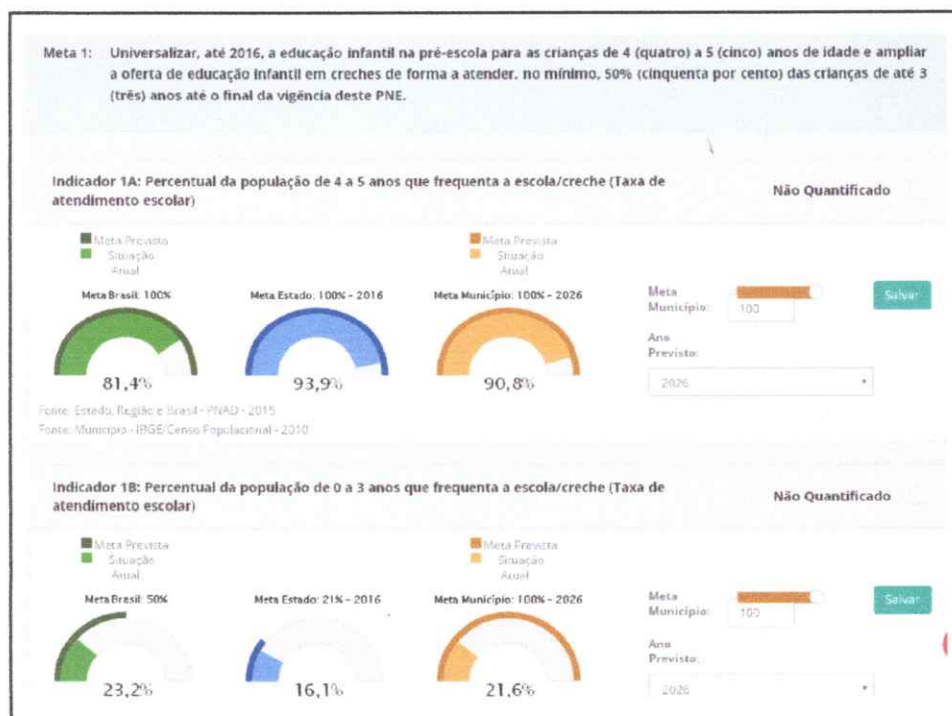 Meta 1: Universalizar, até 2016, a educação infantil na pré-escola para as crianças de 4 (quatro) a 5 (cinco) anos de idade e ampliar
a oferta de educação infantil em creches de forma a atender, no mínimo, 50% (cinquenta por cento) das crianças de até 3
(três) anos até o final da vigência deste PNE.
Indicador 1A: Percentual da população de 4 a 5 anos que frequenta a escola/creche (Taxa de
atendimento escolar)
Não Quantificado
Meta Prevista
Situação
Atual
Meta Prevista
Situação
Atual
Meta Brasil: 100%
Meta Estado: 100% - 2016
Meta Município: 100% - 2026
81,4%
93,9%
90,8%
Meta
Município:
100
Salvar
Ano
Previsto:
2026
Fonte: Estado, Região e Brasil - PNAD - 2015
Fonte: Município - IBGE/Censo Populacional - 2010
Indicador 1B: Percentual da população de 0 a 3 anos que frequenta a escola/creche (Taxa de
atendimento escolar)
Não Quantificado
Meta Prevista
Situação
Atual
Meta Prevista
Situação
Atual
Meta Brasil: 50%
Meta Estado: 21% - 2016
Meta Município: 100% - 2026
23,2%
16,1%
21,6%
Meta
Município:
100
Salvar
Ano
Previsto:
2026